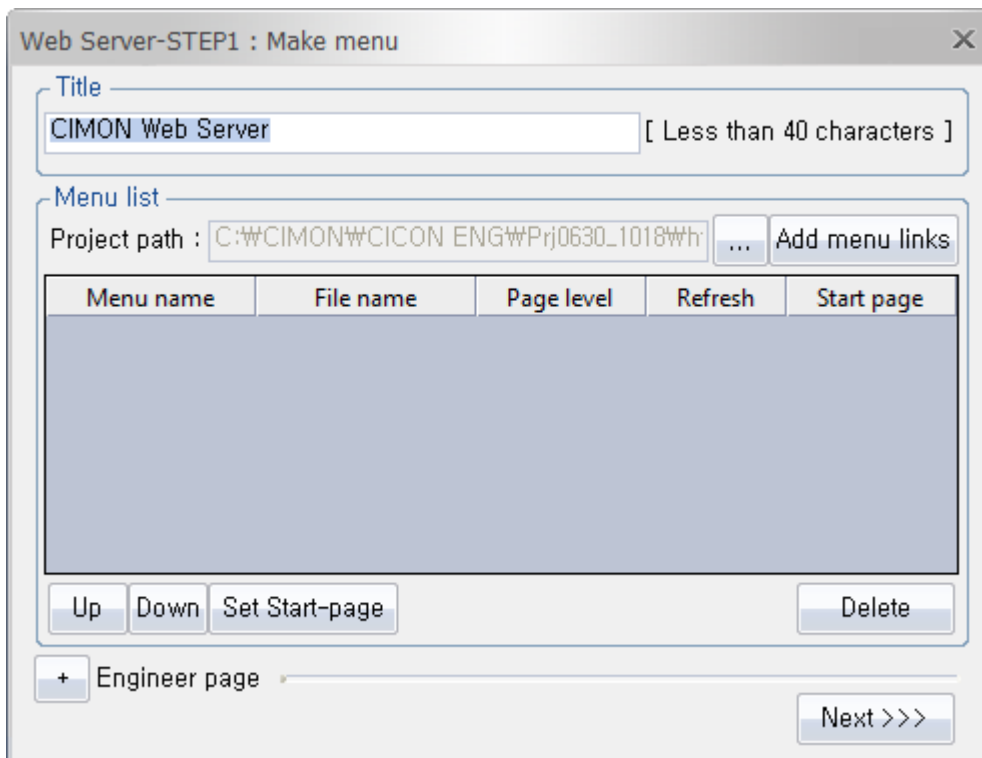 Web Server-STEP1 : Make menu
Title
CIMON Web Server [ Less than 40 characters ]
Menu list
Project path : C:₩CIMON₩CICON ENG₩Prj0630_1018₩h ... Add menu links
Menu name File name Page level Refresh Start page
Up Down Set Start-page Delete
+ Engineer page
Next >>>